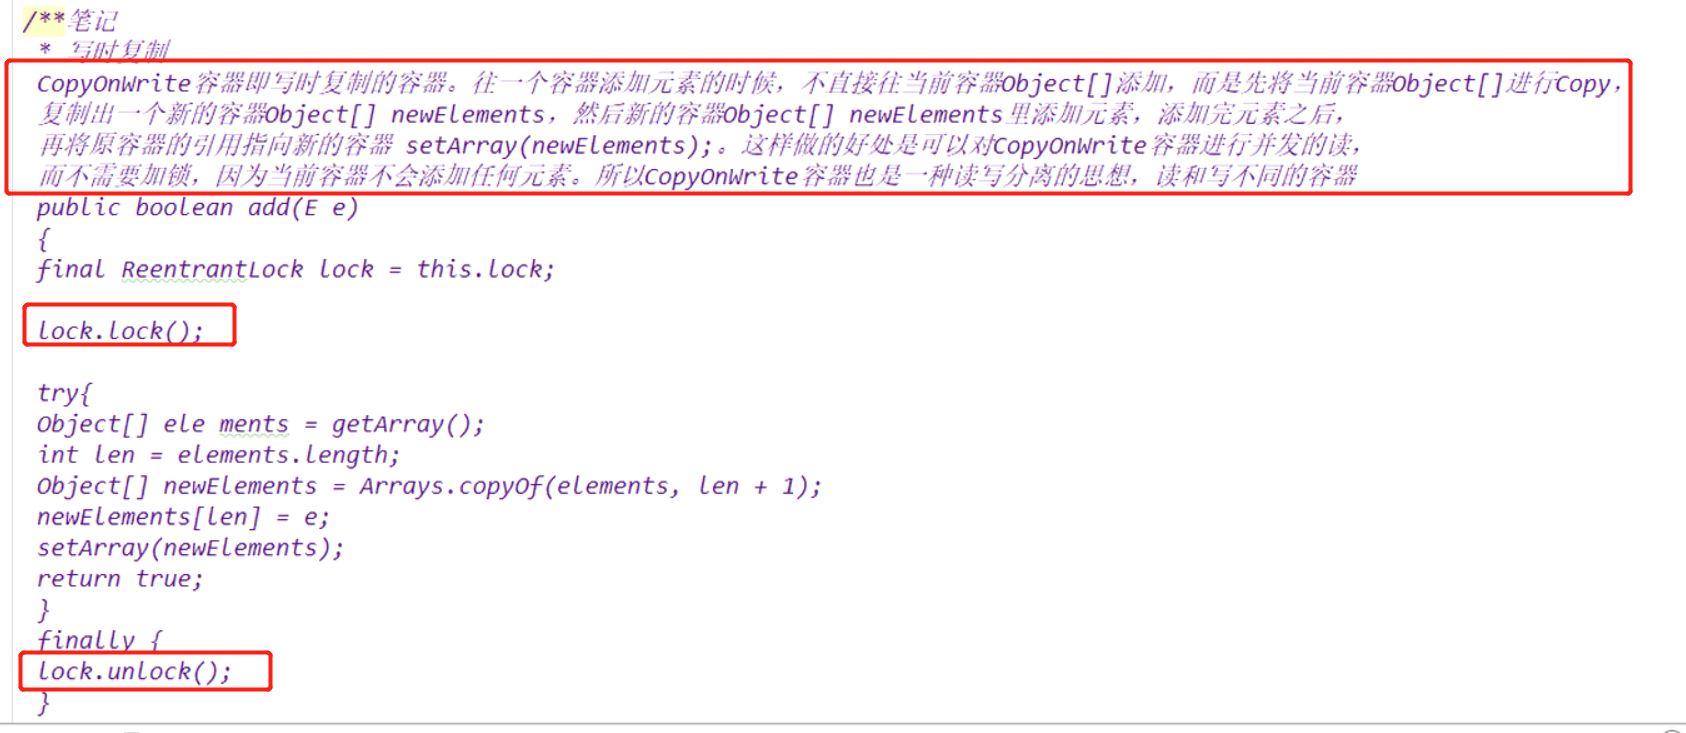 /**笔记
* 写时复制
CopyOnWrite容器即写时复制的容器。往一个容器添加元素的时候，不直接往当前容器Object[]添加，而是先将当前容器Object[]进行Copy，
复制出一个新的容器Object[] newElements，然后新的容器Object[] newElements里添加元素，添加完元素之后，
再将原容器的引用指向新的容器 setArray(newElements);。这样做的好处是可以对CopyOnWrite容器进行并发的读，
而不需要加锁，因为当前容器不会添加任何元素。所以CopyOnWrite容器也是一种读写分离的思想，读和写不同的容器
public boolean add(E e)
{
final ReentrantLock lock = this.lock;
lock.lock();
try{
Object[] ele ments = getArray();
int len = elements.length;
Object[] newElements = Arrays.copyOf(elements, len + 1);
newElements[len] = e;
setArray(newElements);
return true;
}
finally {
lock.unlock();
}